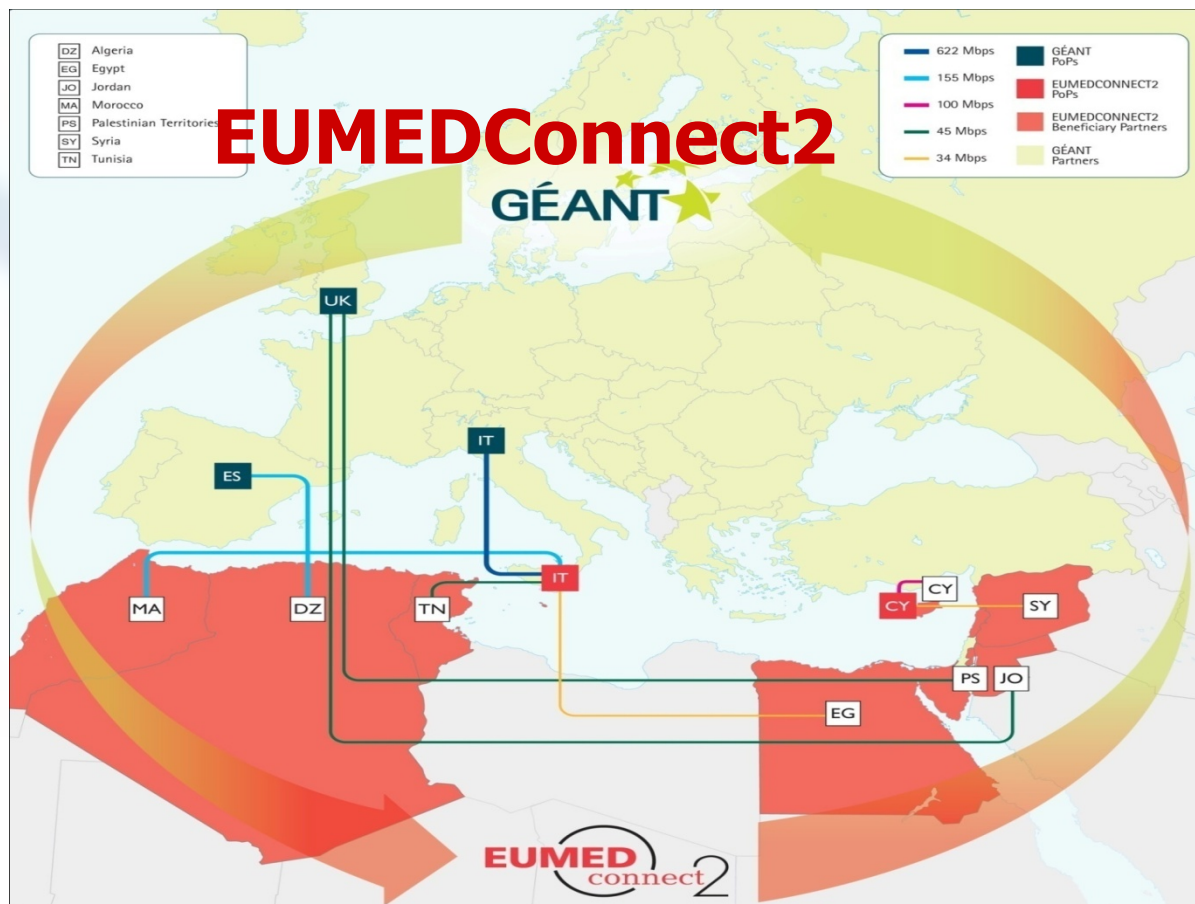 DZ Algeria
EG Egypt
JO Jordan
MA Morocco
PS Palestinian Territories
SY Syria
TN Tunisia
EUMEDConnect2
622 Mbps
155 Mbps
100 Mbps
45 Mbps
34 Mbps
GÉANT
PoPs
EUMEDCONNECT2
PoPs
EUMEDCONNECT2
Beneficiary Partners
GÉANT
Partners
GÉANT
UK
IT
ES
IT
CY
CY
MA
DZ
TN
SY
PS
JO
EG
EUMED
connect2